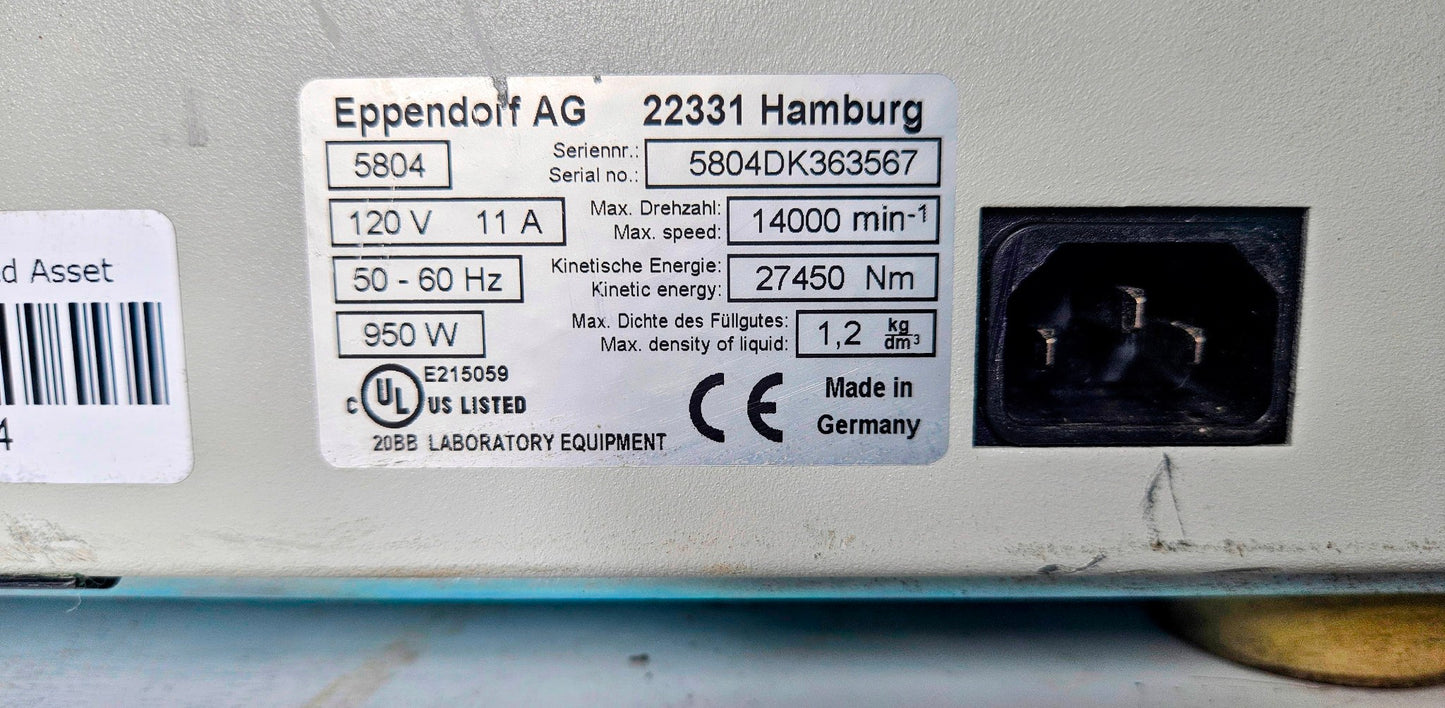 Eppendorf AG 22331 Hamburg
5804
Seriennr.:
Serial no.:
5804DK363567
120 V 11 A
Max. Drehzahl:
Max. speed:
14000 min-1
50 - 60 Hz
Kinetische Energie:
Kinetic energy:
27450 Nm
950 W
Max. Dichte des Füllgutes:
Max. density of liquid:
1,2 kg/dm³
E215059
c UL US LISTED
20BB LABORATORY EQUIPMENT
CE
Made in
Germany
Asset
4